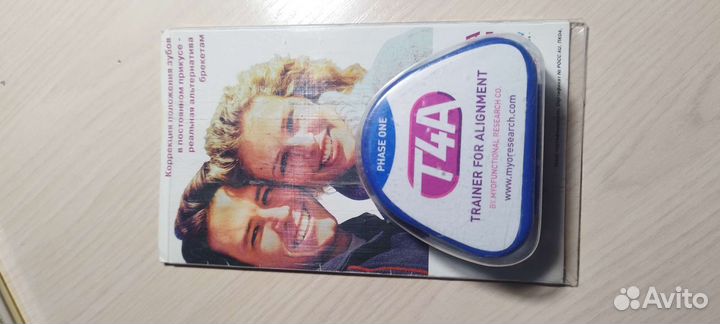 Коррекция положения зубов
в постоянном прикусе -
реальная альтернатива
брекетам
PHASE ONE
T4A
TRAINER FOR ALIGNMENT
BY MYOFUNCTIONAL RESEARCH CO.
www.myoresearch.com
Avito